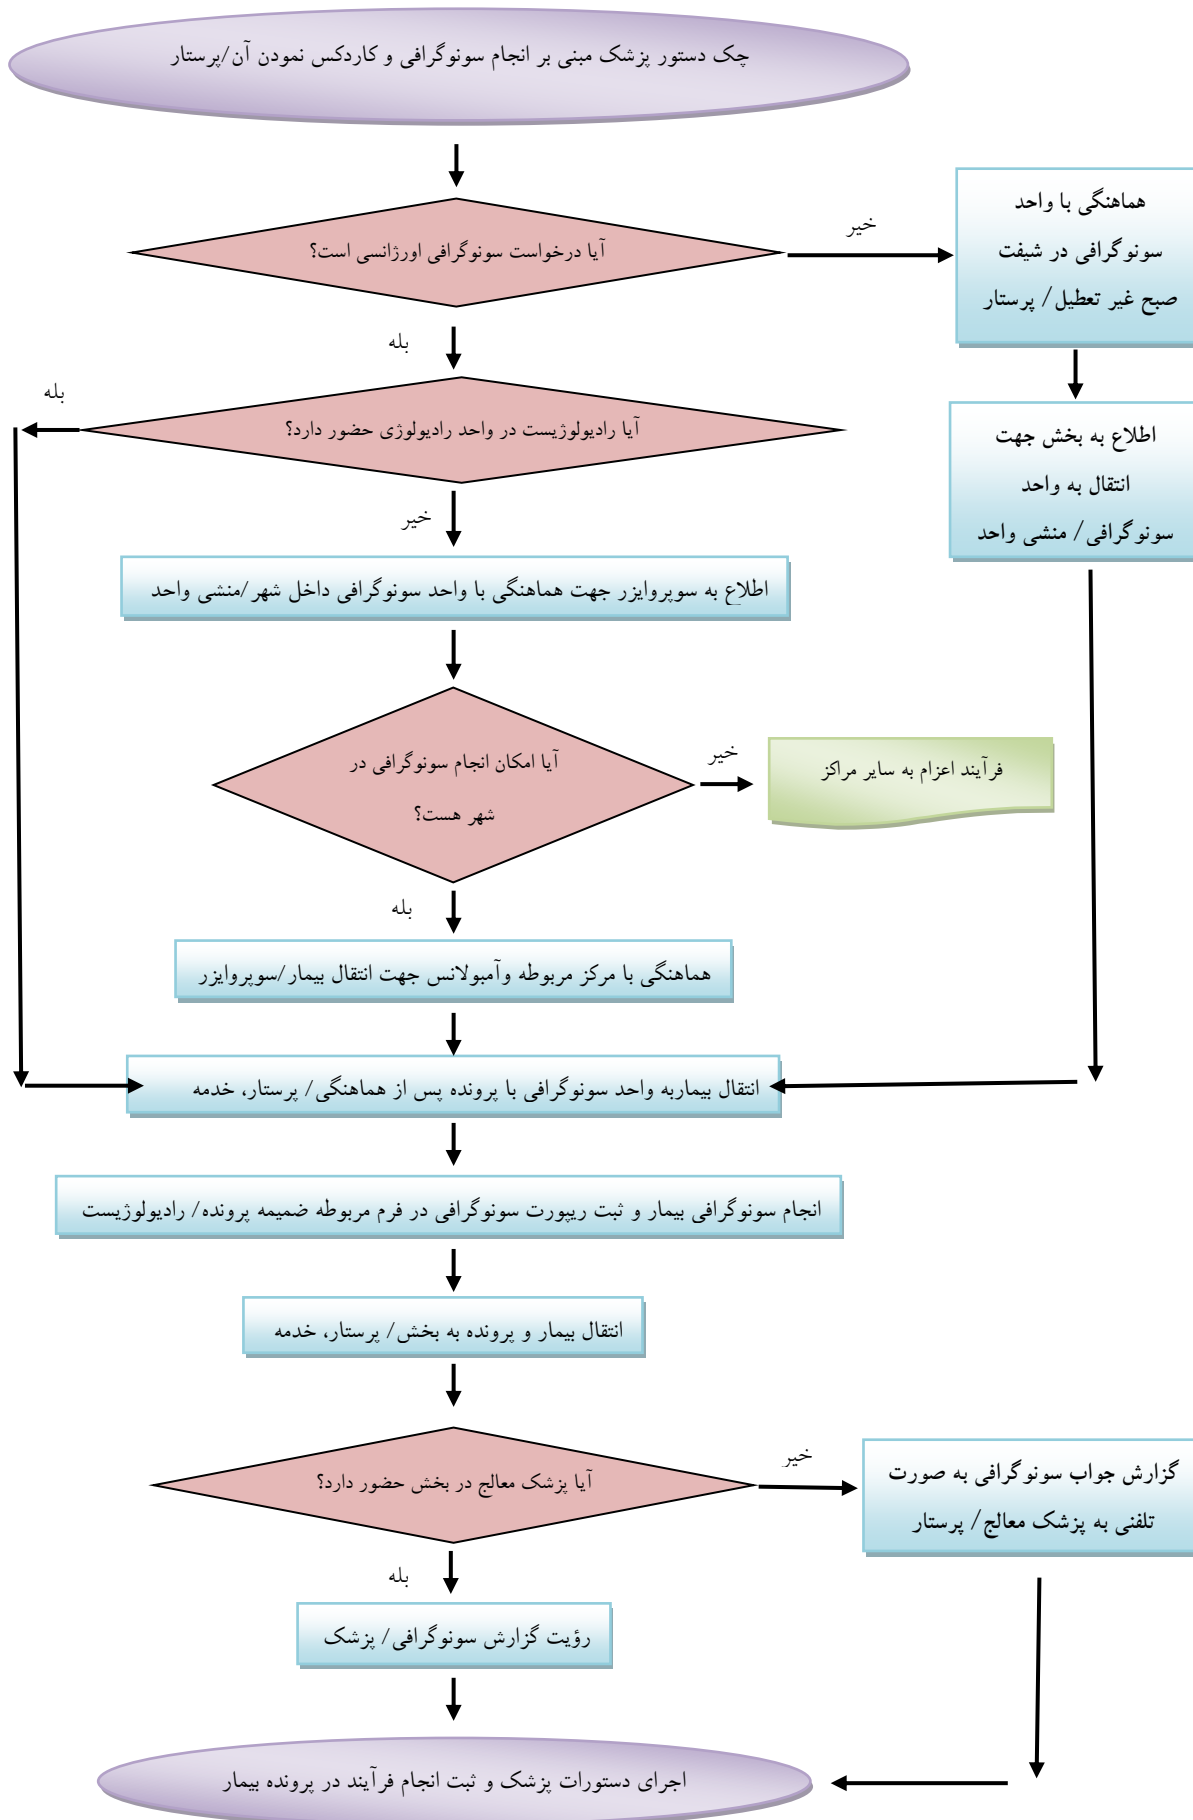 چک دستور پزشک مبنی بر انجام سونوگرافی و کاردکس نمودن آن/پرستار
آیا درخواست سونوگرافی اورژانسی است؟
خیر
هماهنگی با واحد
سونوگرافی در شیفت
صبح غیر تعطیل/ پرستار
بله
آیا رادیولوژیست در واحد رادیولوژی حضور دارد؟
بله
اطلاع به بخش جهت
انتقال به واحد
سونوگرافی/ منشی واحد
خیر
اطلاع به سوپروایزر جهت هماهنگی با واحد سونوگرافی داخل شهر/منشی واحد
آیا امکان انجام سونوگرافی در
شهر هست؟
خیر
فرآیند اعزام به سایر مراکز
بله
هماهنگی با مرکز مربوطه وآمبولانس جهت انتقال بیمار/سوپروایزر
انتقال بیماربه واحد سونوگرافی با پرونده پس از هماهنگی/ پرستار، خدمه
انجام سونوگرافی بیمار و ثبت ریپورت سونوگرافی در فرم مربوطه ضمیمه پرونده/ رادیولوژیست
انتقال بیمار و پرونده به بخش/ پرستار، خدمه
آیا پزشک معالج در بخش حضور دارد؟
خیر
گزارش جواب سونوگرافی به صورت
تلفنی به پزشک معالج/ پرستار
بله
رؤیت گزارش سونوگرافی/ پزشک
اجرای دستورات پزشک و ثبت انجام فرآیند در پرونده بیمار